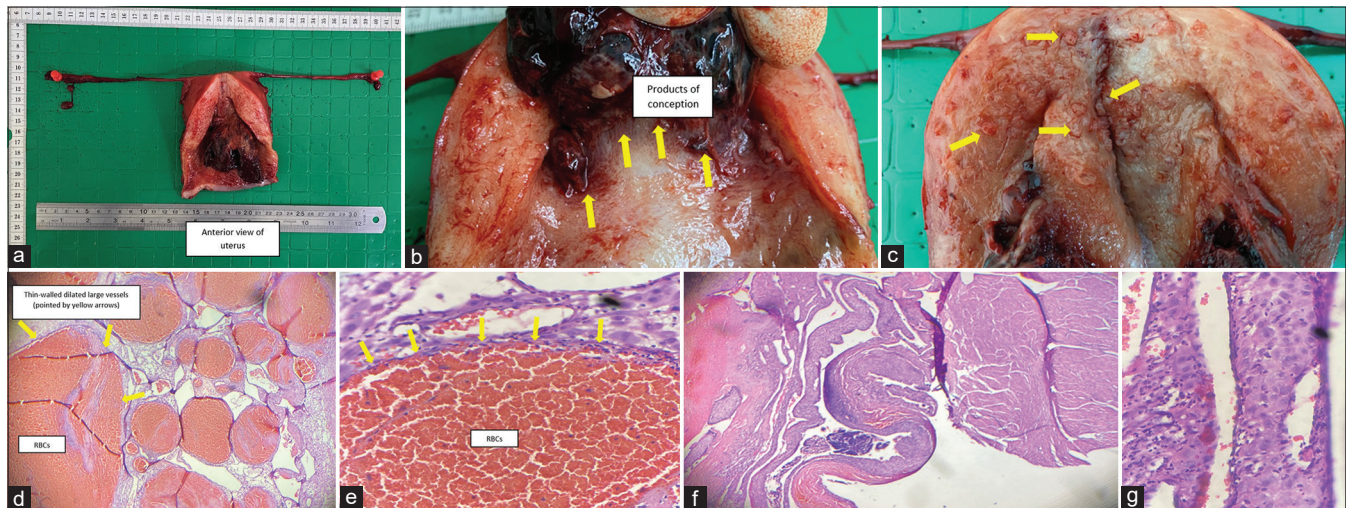 Anterior view of
uterus
a
Products of
conception
b
c
Thin-walled dilated large vessels
(pointed by yellow arrows)
RBCs
d
RBCs
e
f
g